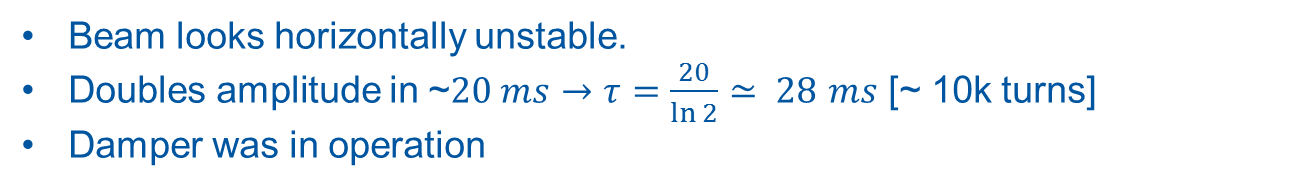 • Beam looks horizontally unstable.
• Doubles amplitude in ~20 ms → τ = 20/ln 2 ≃ 28 ms [~ 10k turns]
• Damper was in operation